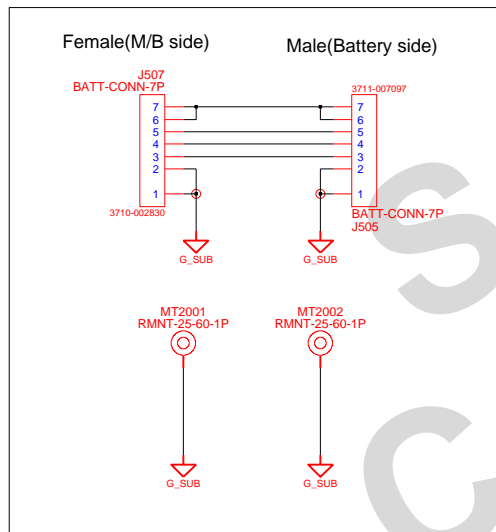 Female(M/B side)
Male(Battery side)
J507
BATT-CONN-7P
3711-007097
7
6
5
4
3
2
1
7
6
5
4
3
2
1
3710-002830
BATT-CONN-7P
J505
G_SUB
G_SUB
MT2001
RMNT-25-60-1P
MT2002
RMNT-25-60-1P
G_SUB
G_SUB
S
C